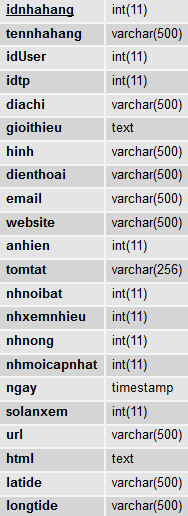 idnhahang int(11)
tennhahang varchar(500)
idUser int(11)
idtp int(11)
diachi varchar(500)
gioithieu text
hinh varchar(500)
dienthoai varchar(500)
email varchar(500)
website varchar(500)
anhien int(11)
tomtat varchar(256)
nhnoibat int(11)
nhxemnhieu int(11)
nhnong int(11)
nhmoicapnhat int(11)
ngay timestamp
solanxem int(11)
url varchar(500)
html text
latide varchar(500)
longtide varchar(500)